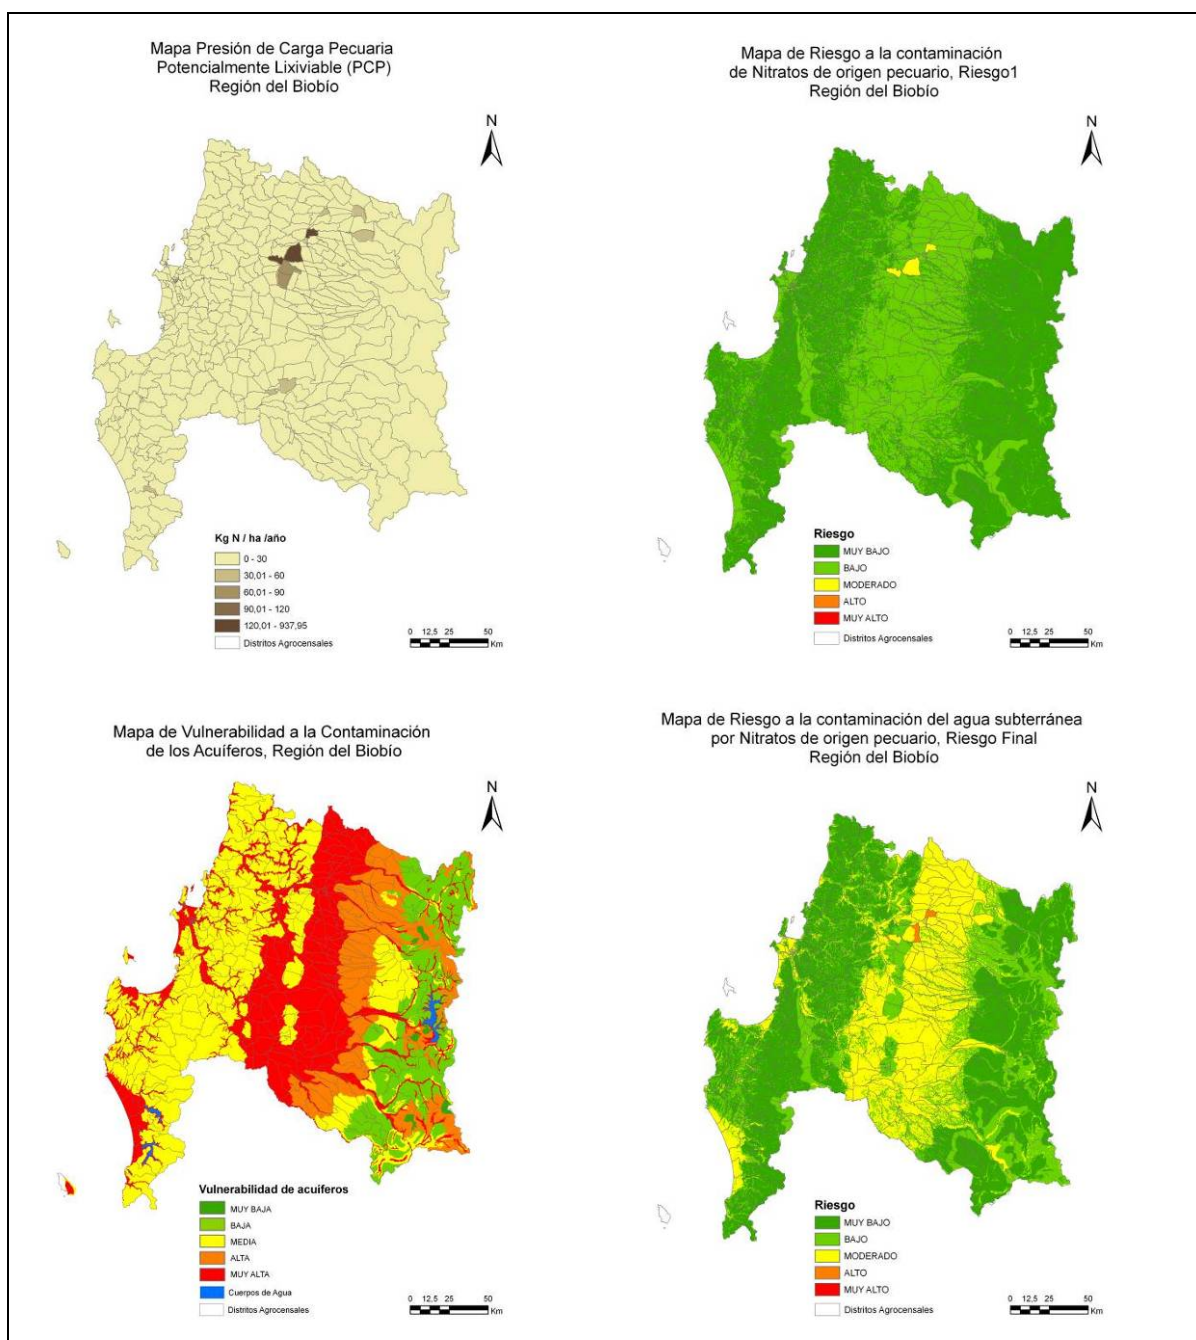 Mapa Presión de Carga Pecuaria
Potencialmente Lixiviable (PCP)
Región del Biobío
N
Kg N / ha /año
0 - 30
30,01 - 60
60,01 - 90
90,01 - 120
120,01 - 937,95
Distritos Agrocensales
0 12,5 25 50
Km
Mapa de Riesgo a la contaminación
de Nitratos de origen pecuario, Riesgo1
Región del Biobío
N
Riesgo
MUY BAJO
BAJO
MODERADO
ALTO
MUY ALTO
Distritos Agrocensales
0 12,5 25 50
Km
Mapa de Vulnerabilidad a la Contaminación
de los Acuíferos, Región del Biobío
N
Vulnerabilidad de acuíferos
MUY BAJA
BAJA
MEDIA
ALTA
MUY ALTA
Cuerpos de Agua
Distritos Agrocensales
0 12,5 25 50
Km
Mapa de Riesgo a la contaminación del agua subterránea
por Nitratos de origen pecuario, Riesgo Final
Región del Biobío
N
Riesgo
MUY BAJO
BAJO
MODERADO
ALTO
MUY ALTO
Distritos Agrocensales
0 12,5 25 50
Km